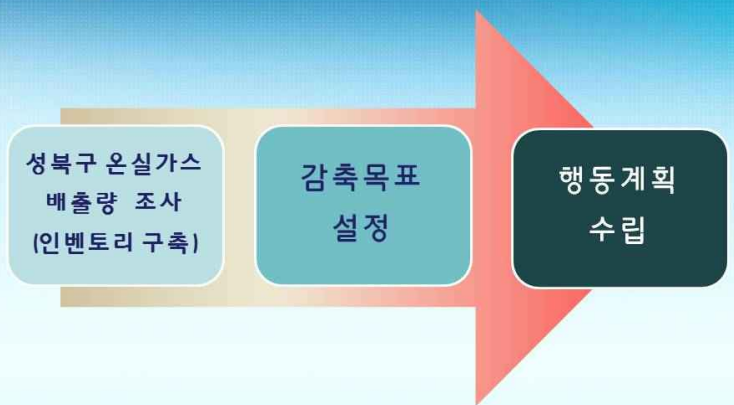 성북구 온실가스
배출량 조사
(인벤토리 구축)
감축목표
설정
행동계획
수립